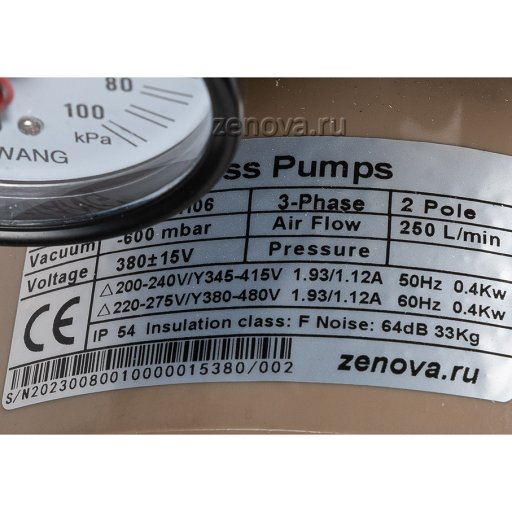 80
100
kPa
WANG
zenova.ru
ss Pumps
06 3-Phase 2 Pole
Vacuum -600 mbar Air Flow 250 L/min
Voltage 380±15V Pressure
△200-240V/Y345-415V 1.93/1.12A 50Hz 0.4Kw
△220-275V/Y380-480V 1.93/1.12A 60Hz 0.4Kw
CE
IP 54 Insulation class: F Noise: 64dB 33Kg
S/N20230080010000015380/002
zenova.ru